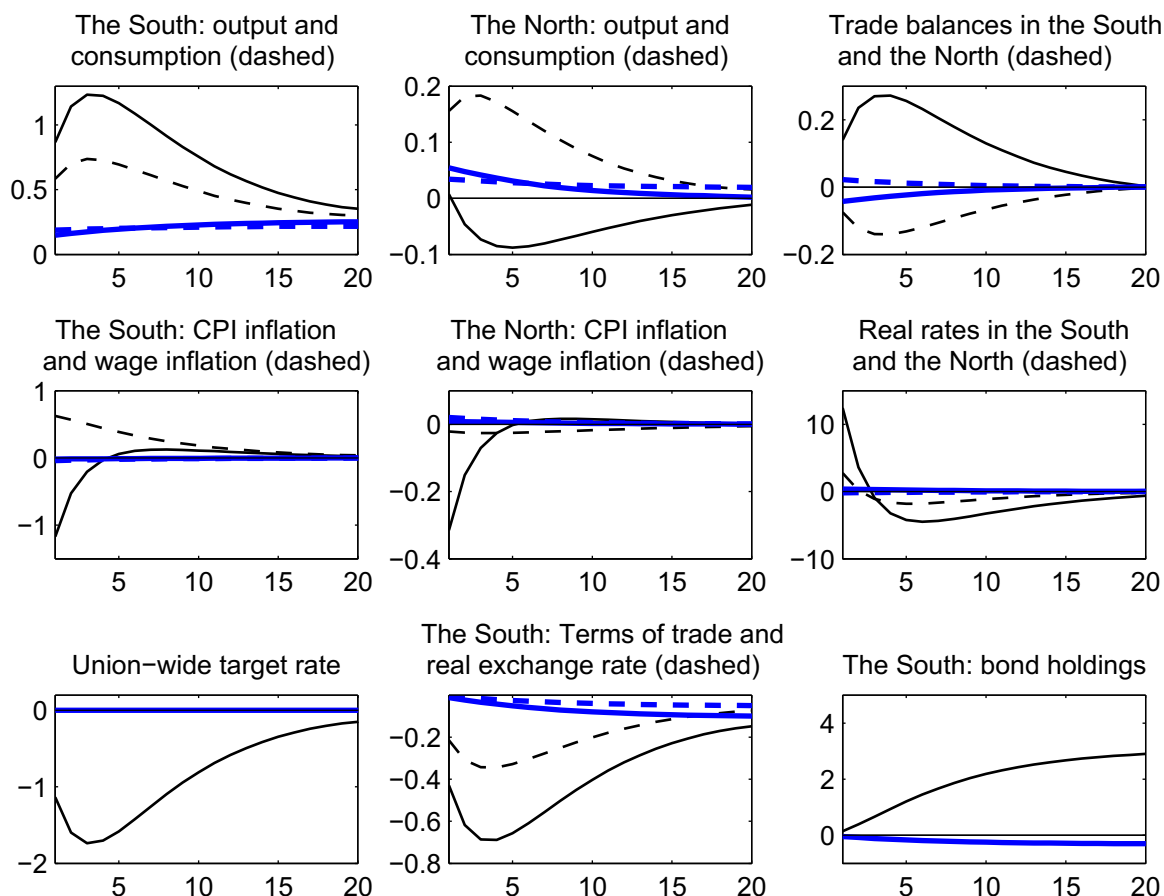 The South: output and
consumption (dashed)
1
0.5
0
5 10 15 20
The North: output and
consumption (dashed)
0.2
0.1
0
−0.1
5 10 15 20
Trade balances in the South
and the North (dashed)
0.2
0
−0.2
5 10 15 20
The South: CPI inflation
and wage inflation (dashed)
1
0
−1
5 10 15 20
The North: CPI inflation
and wage inflation (dashed)
0
−0.2
−0.4
5 10 15 20
Real rates in the South
and the North (dashed)
10
0
−10
5 10 15 20
Union−wide target rate
0
−1
−2
5 10 15 20
The South: Terms of trade and
real exchange rate (dashed)
−0.2
−0.4
−0.6
−0.8
5 10 15 20
The South: bond holdings
4
2
0
5 10 15 20